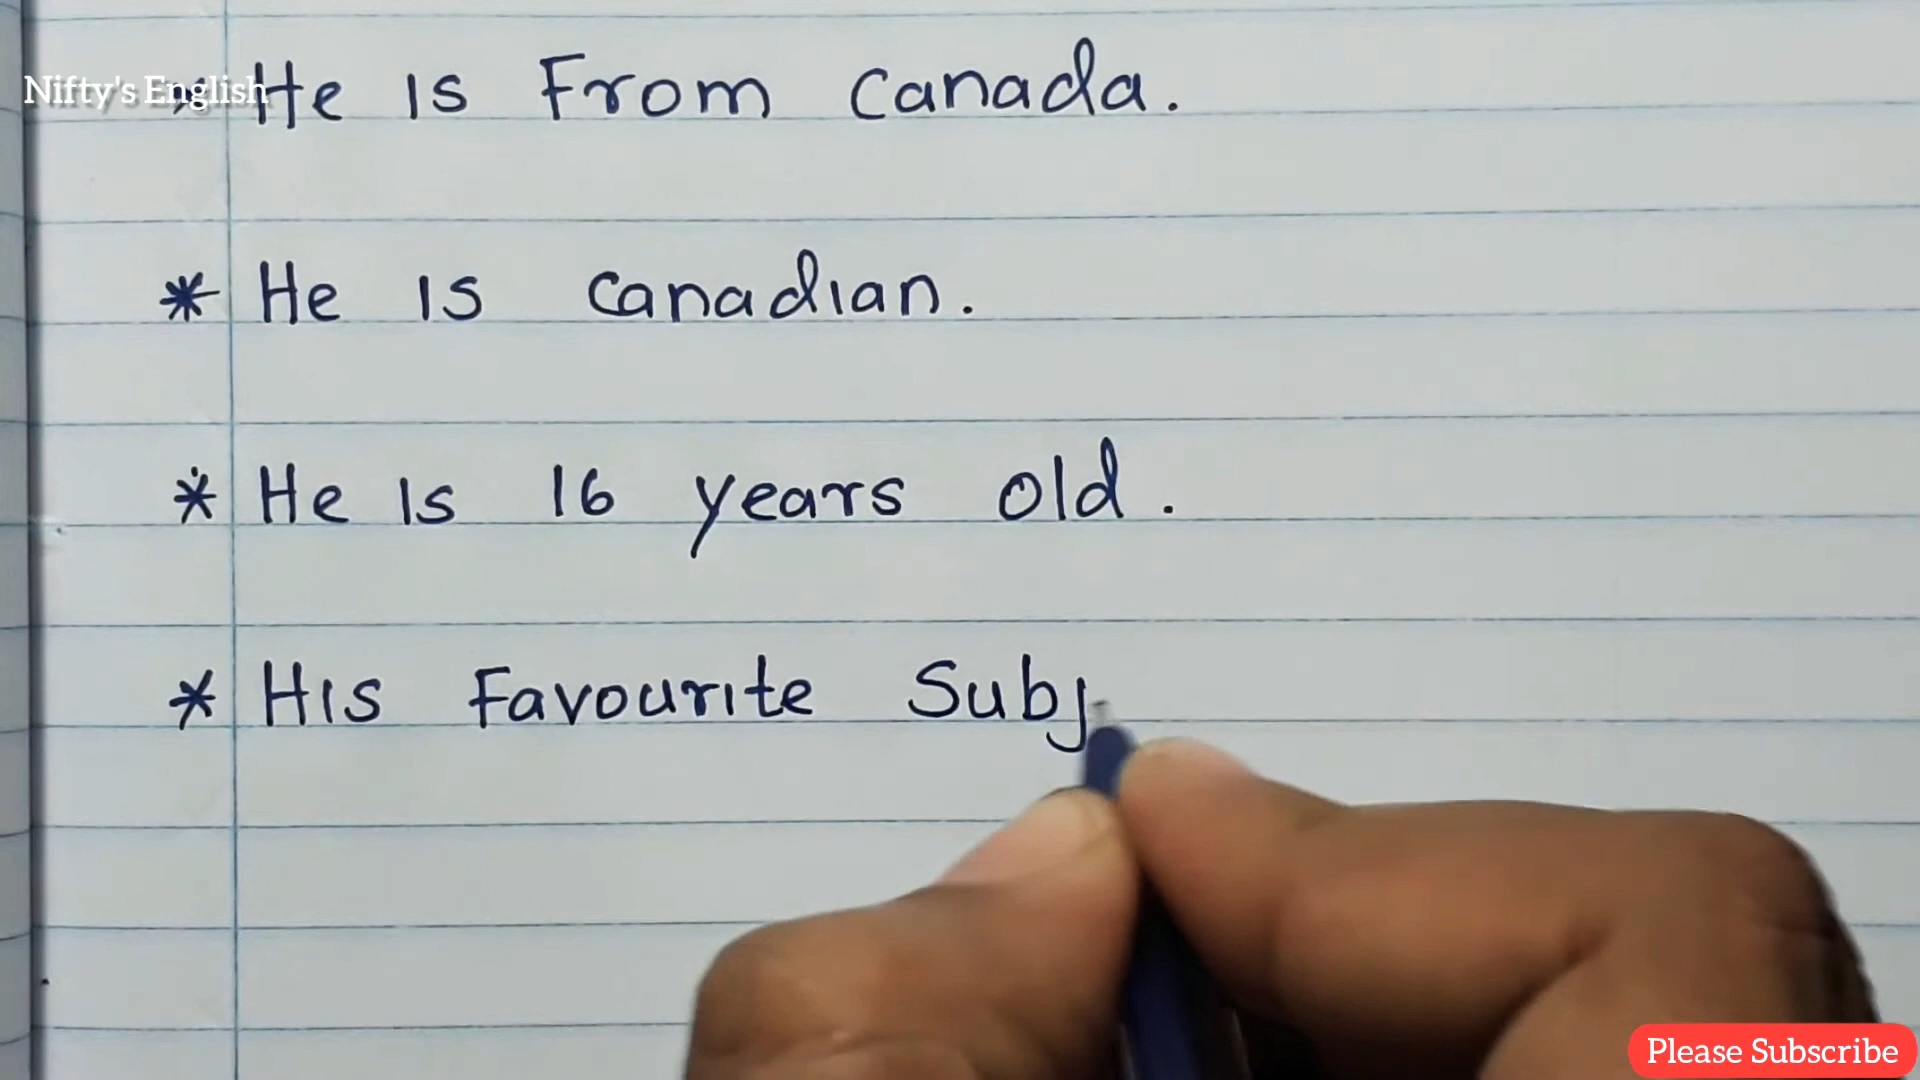 Nifty's English
* He is From Canada.
* He is Canadian.
* He is 16 years old.
* His Favourite Subj
Please Subscribe